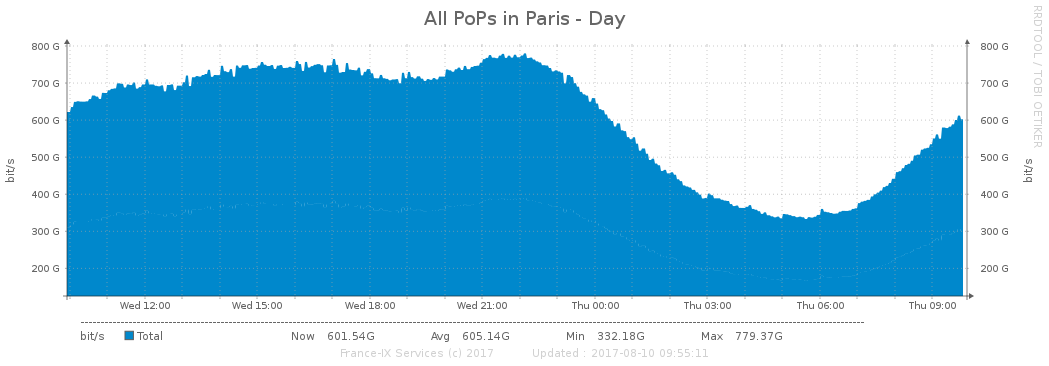 All PoPs in Paris - Day
RRDTOOL / TOBI OETIKER
bit/s
800 G 800 G
700 G 700 G
600 G 600 G
500 G 500 G
400 G 400 G
300 G 300 G
200 G 200 G
bit/s
Wed 12:00 Wed 15:00 Wed 18:00 Wed 21:00 Thu 00:00 Thu 03:00 Thu 06:00 Thu 09:00
bit/s Total Now 601.54G Avg 605.14G Min 332.18G Max 779.37G
France-IX Services (c) 2017 Updated : 2017-08-10 09:55:11